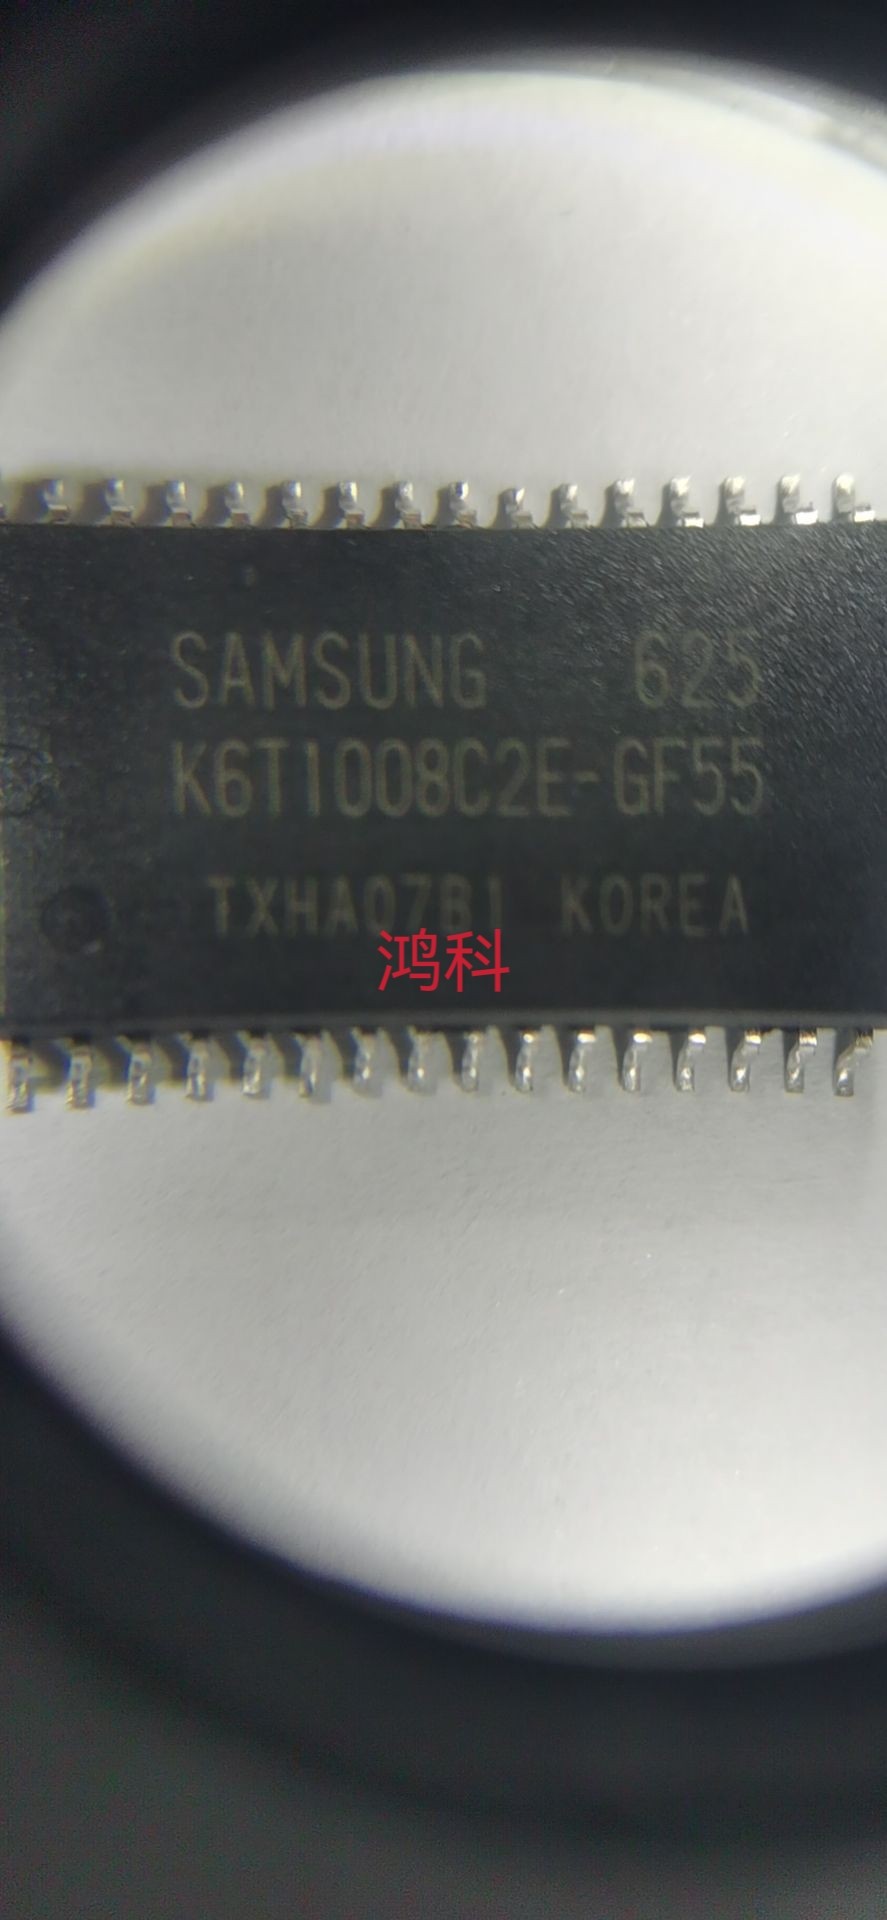 SAMSUNG 625
K6T1008C2E-GF55
TXHA07B1 KOREA
鸿科